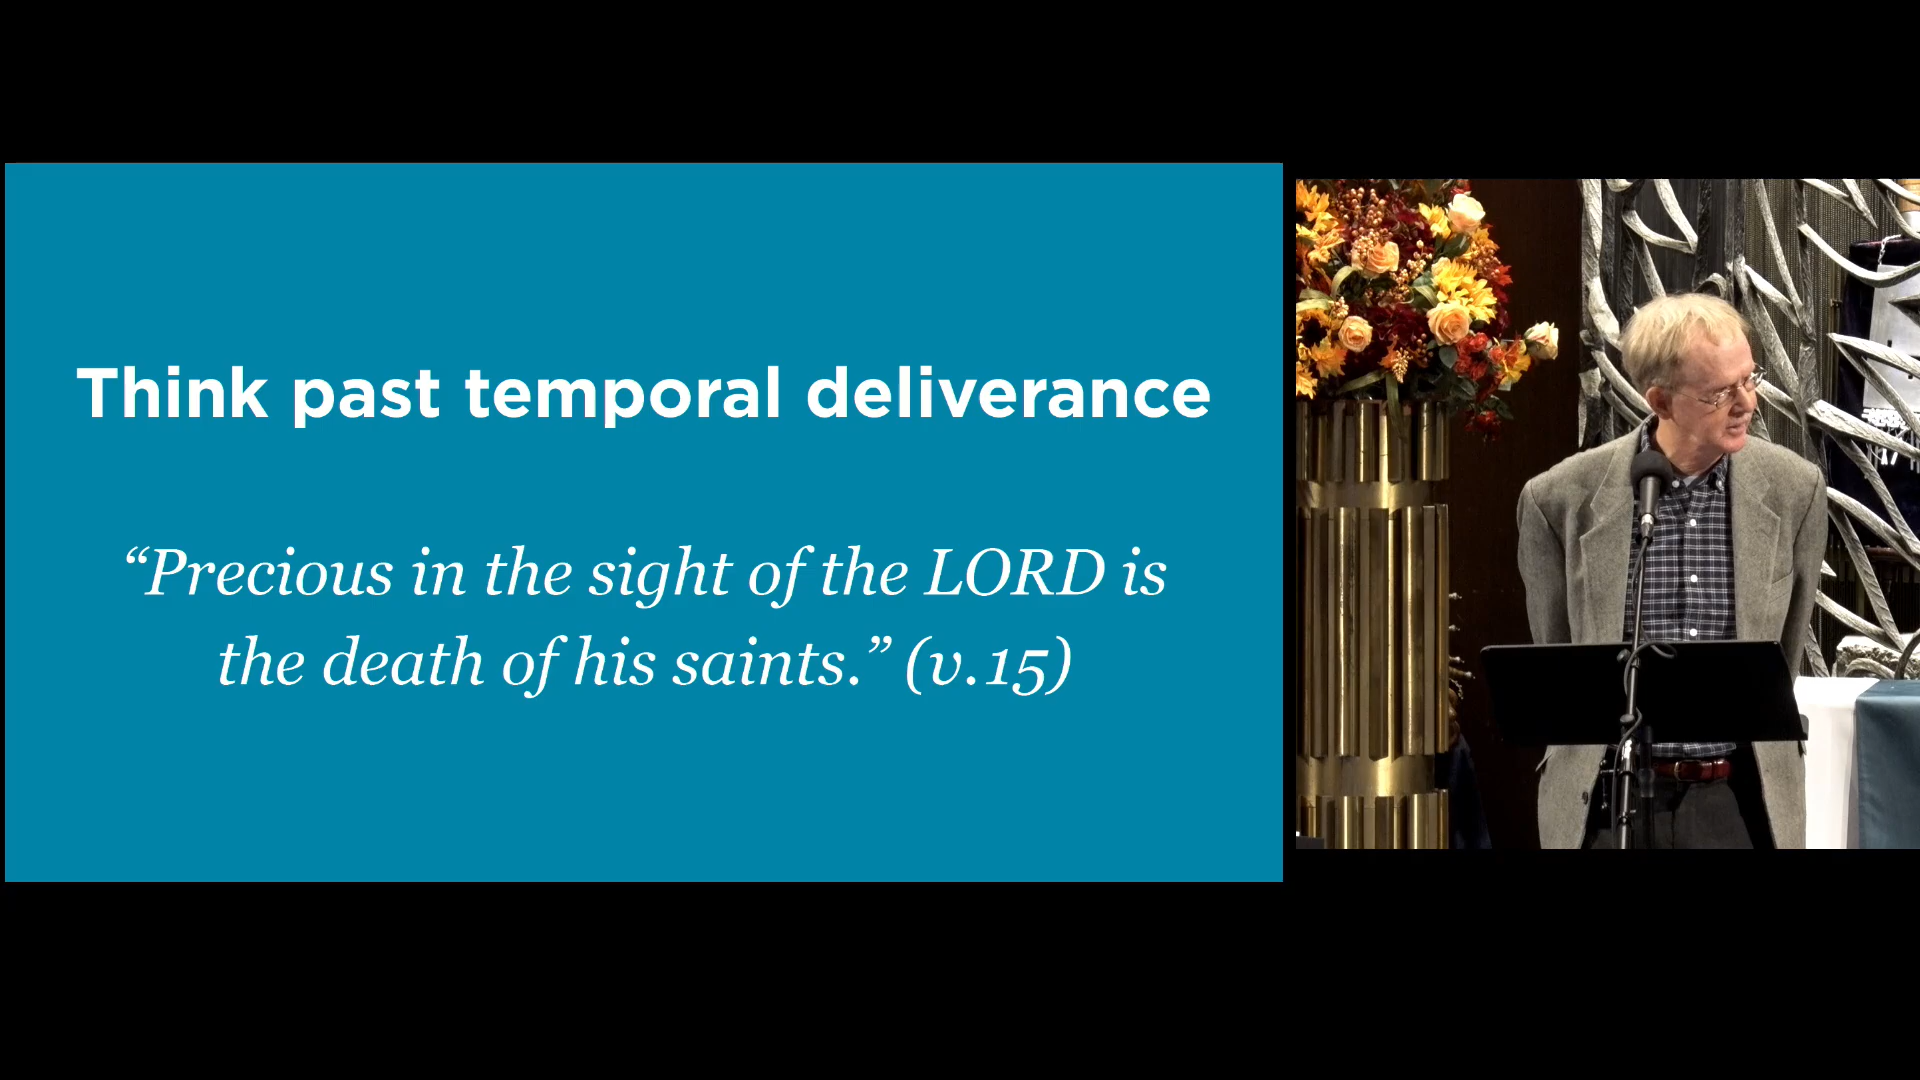 Think past temporal deliverance
“Precious in the sight of the LORD is
the death of his saints.” (v.15)